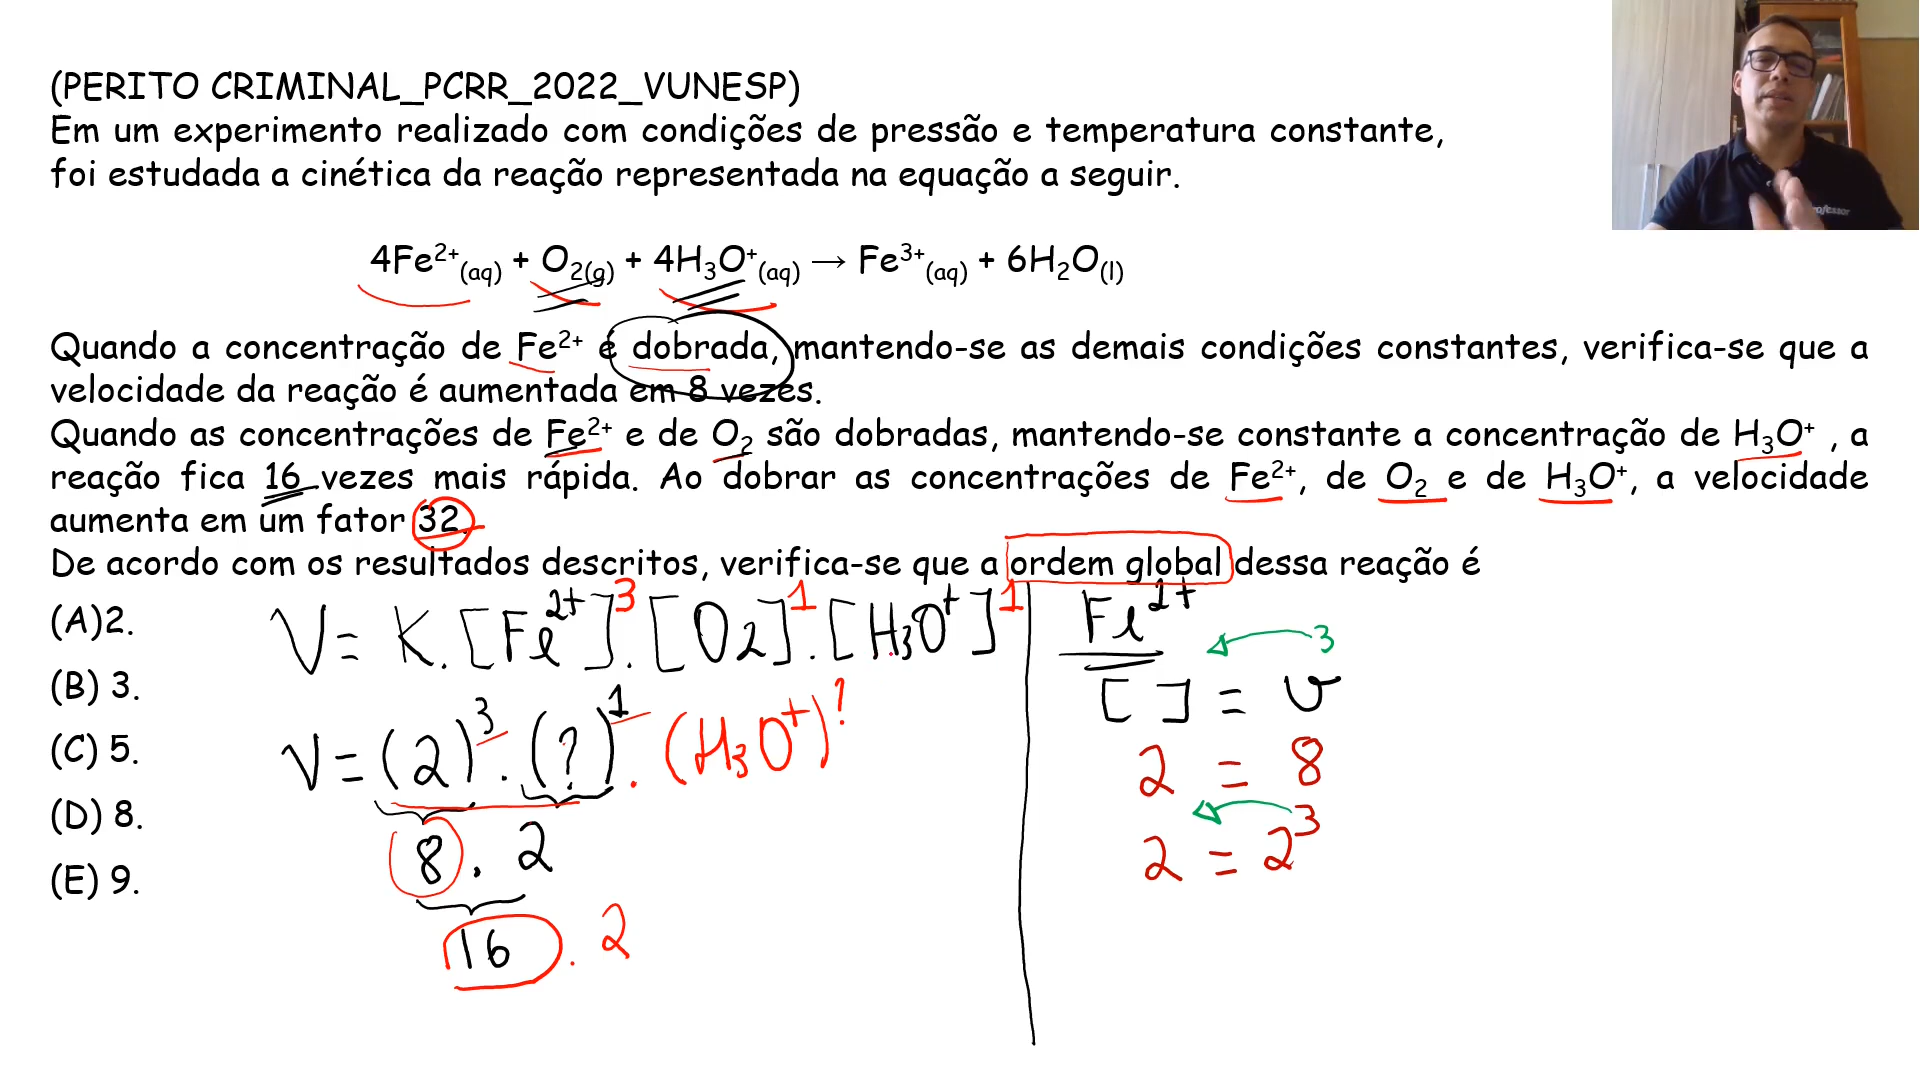 (PERITO CRIMINAL_PCRR_2022_VUNESP)
Em um experimento realizado com condições de pressão e temperatura constante,
foi estudada a cinética da reação representada na equação a seguir.
4Fe²⁺(aq) + O₂(g) + 4H₃O⁺(aq) → Fe³⁺(aq) + 6H₂O(l)
Quando a concentração de Fe²⁺ é dobrada, mantendo-se as demais condições constantes, verifica-se que a
velocidade da reação é aumentada em 8 vezes.
Quando as concentrações de Fe²⁺ e de O₂ são dobradas, mantendo-se constante a concentração de H₃O⁺ , a
reação fica 16 vezes mais rápida. Ao dobrar as concentrações de Fe²⁺, de O₂ e de H₃O⁺, a velocidade
aumenta em um fator 32.
De acordo com os resultados descritos, verifica-se que a ordem global dessa reação é
(A)2.
(B) 3.
(C) 5.
(D) 8.
(E) 9.
V = K . [Fe²⁺]³ . [O2]¹ . [H₃O⁺]¹
V = (2)³ . (?)¹ . (H₃O⁺)?
8 . 2
16 . 2
Fe²⁺
3
[ ] = v
2 = 8
2 = 2³